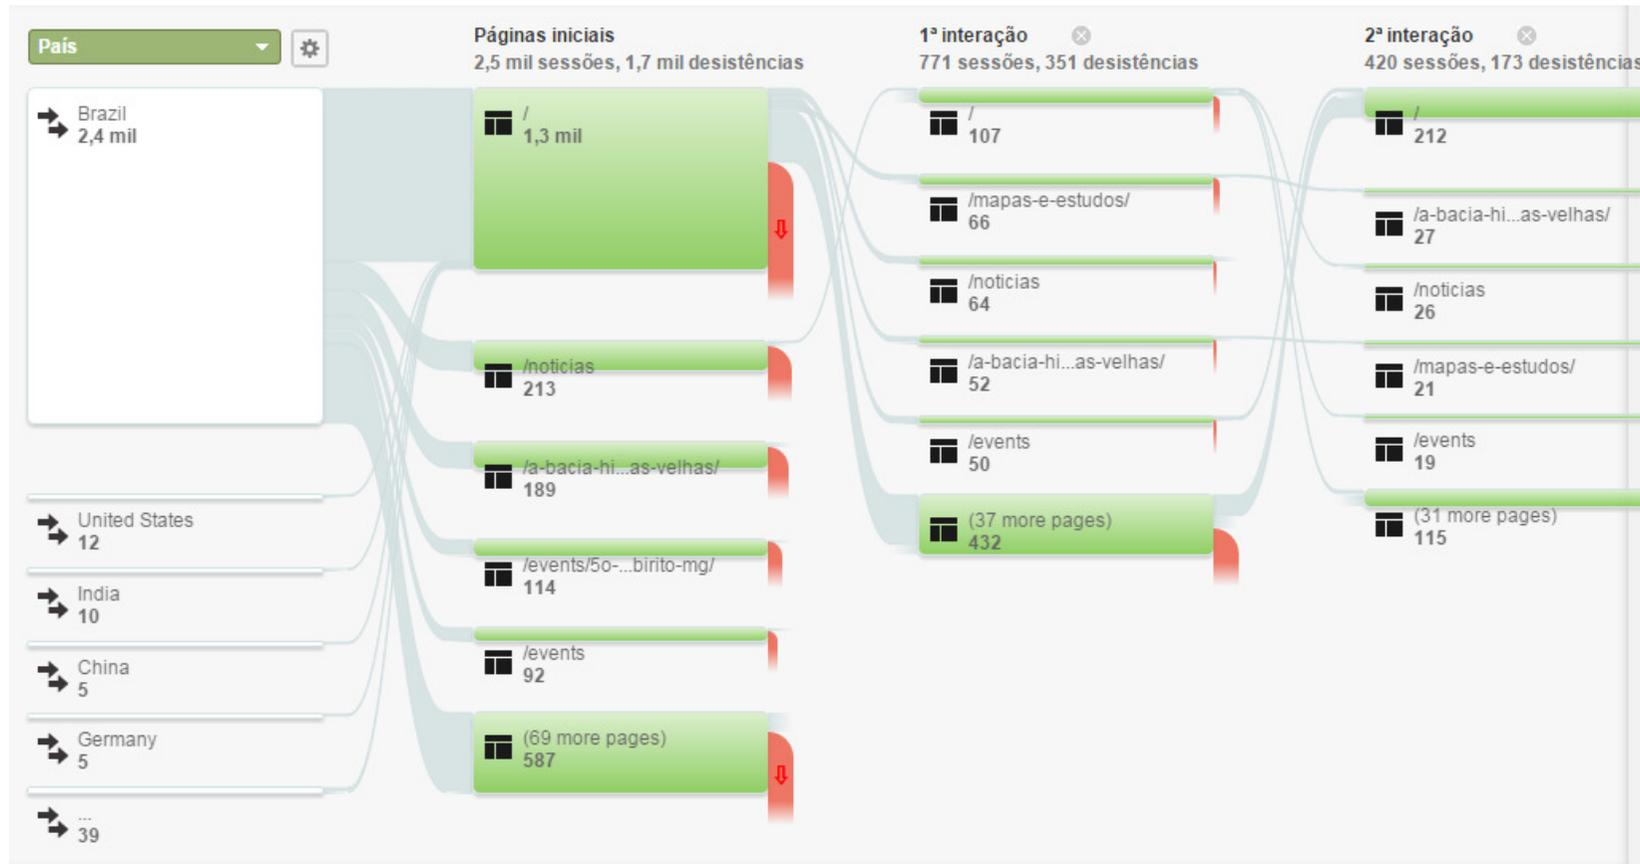 País
Brazil
2,4 mil
United States
12
India
10
China
5
Germany
5
...
39
Páginas iniciais
2,5 mil sessões, 1,7 mil desistências
/
1,3 mil
/noticias
213
/a-bacia-hi...as-velhas/
189
/events/5o-...birito-mg/
114
/events
92
(69 more pages)
587
1ª interação
771 sessões, 351 desistências
/
107
/mapas-e-estudos/
66
/noticias
64
/a-bacia-hi...as-velhas/
52
/events
50
(37 more pages)
432
2ª interação
420 sessões, 173 desistências
/
212
/a-bacia-hi...as-velhas/
27
/noticias
26
/mapas-e-estudos/
21
/events
19
(31 more pages)
115